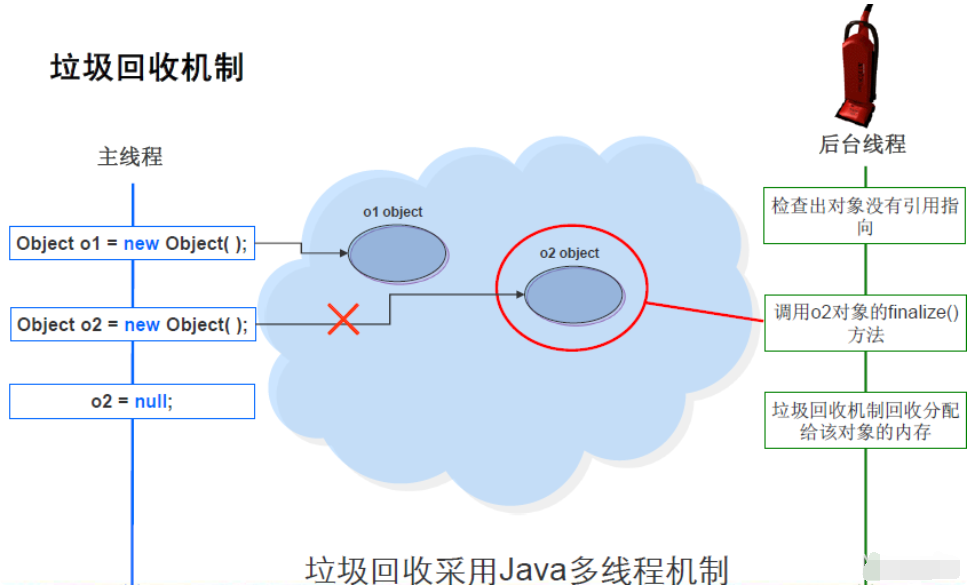 垃圾回收机制
主线程
后台线程
Object o1 = new Object( );
Object o2 = new Object( );
o2 = null;
o1 object
o2 object
检查出对象没有引用指
向
调用o2对象的finalize()
方法
垃圾回收机制回收分配
给该对象的内存
垃圾回收采用Java多线程机制